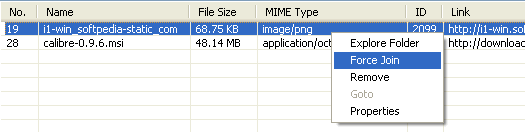 No. Name File Size MIME Type ID Link
19 i1-win_softpedia-static_com 68.75 KB image/png 2099 http://i1-win.so
28 calibre-0.9.6.msi 48.14 MB application/oct http://downloa
Explore Folder
Force Join
Remove
Goto
Properties